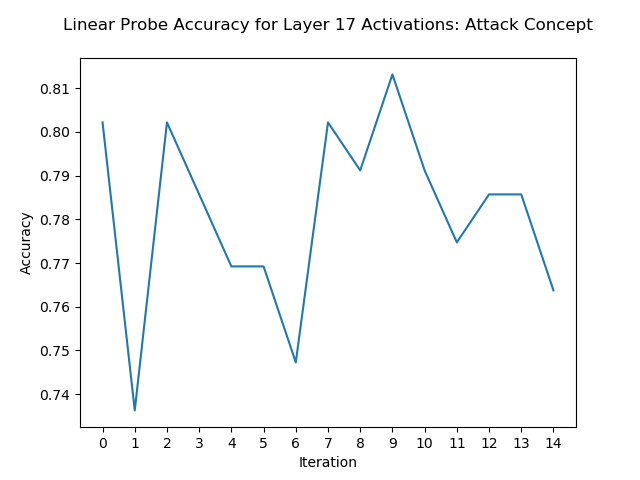 Linear Probe Accuracy for Layer 17 Activations: Attack Concept
0.81
0.80
0.79
0.78
0.77
0.76
0.75
0.74
Accuracy
0 1 2 3 4 5 6 7 8 9 10 11 12 13 14
Iteration